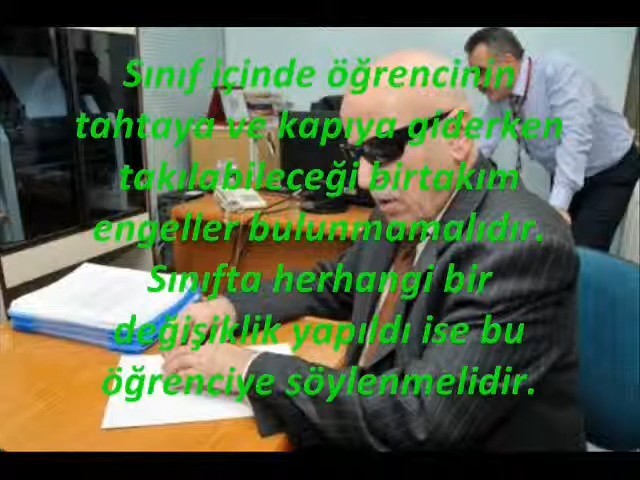 Sınıf içinde öğrencinin
tahtaya ve kapıya giderken
takılabileceği birtakım
engeller bulunmamalıdır.
Sınıfta herhangi bir
değişiklik yapıldı ise bu
öğrenciye söylenmelidir.